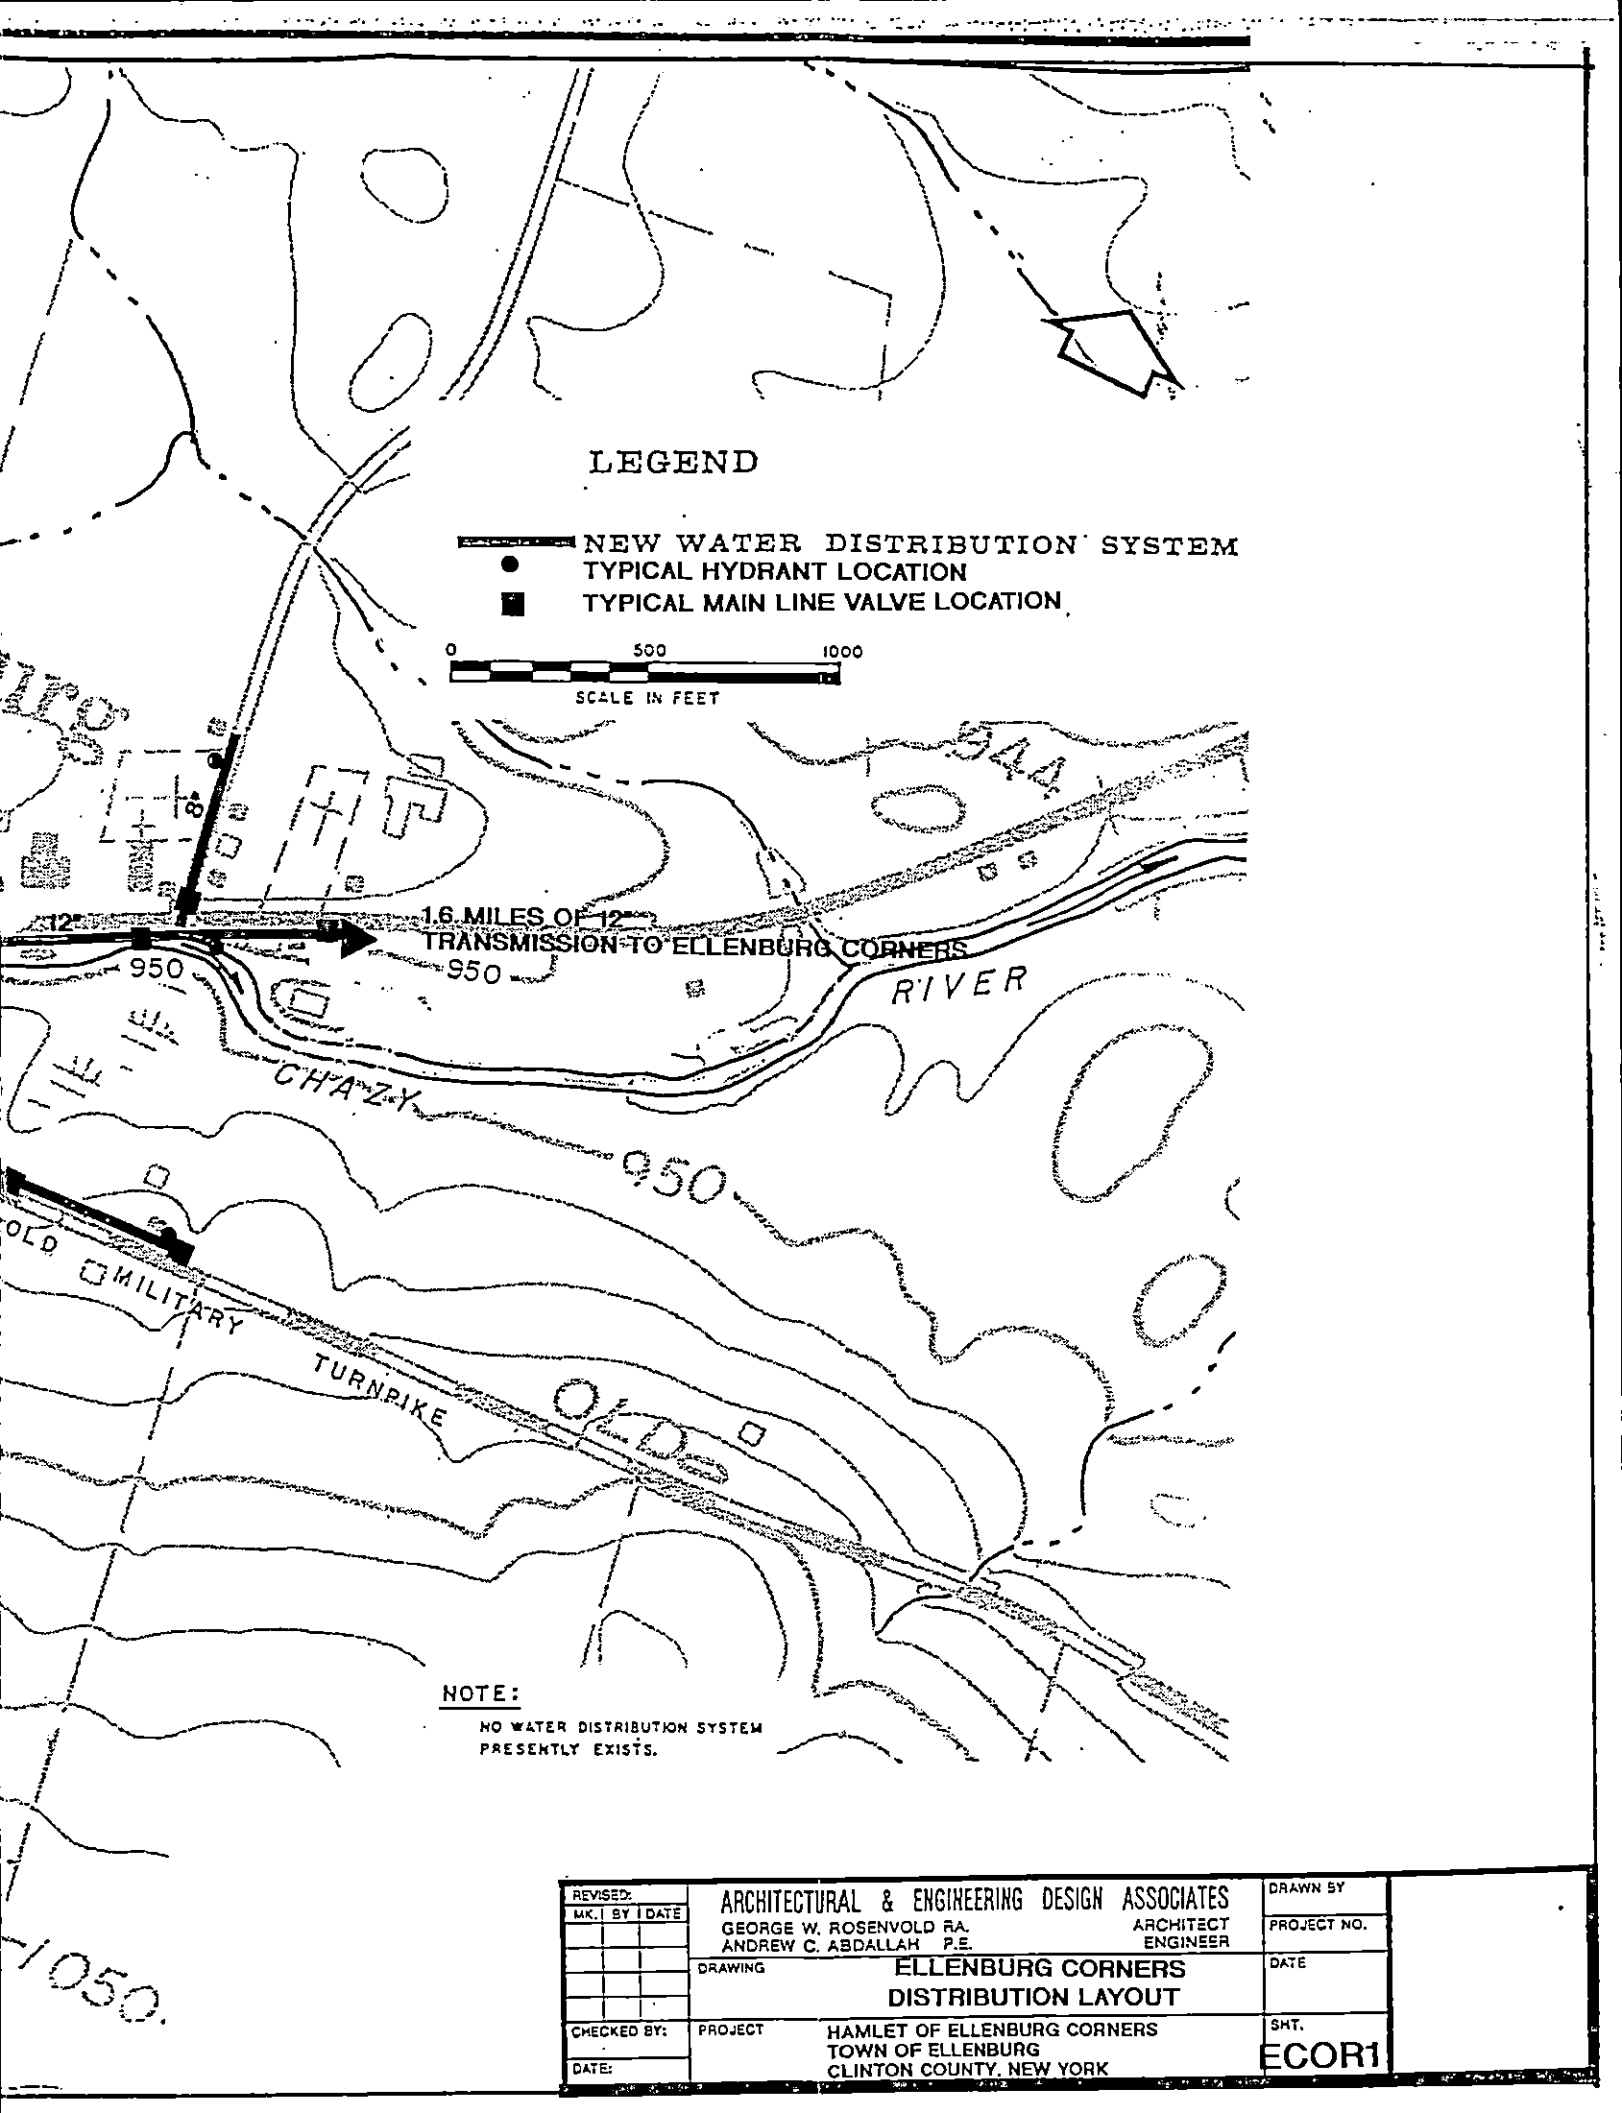 LEGEND
NEW WATER DISTRIBUTION SYSTEM
TYPICAL HYDRANT LOCATION
TYPICAL MAIN LINE VALVE LOCATION
0 500 1000
SCALE IN FEET
944
8"
12"
1.6 MILES OF 12"
TRANSMISSION TO ELLENBURG CORNERS
950
950
RIVER
CHAZY
950
OLD MILITARY TURNPIKE
OLD
NOTE:
NO WATER DISTRIBUTION SYSTEM
PRESENTLY EXISTS.
1050
REVISED:
MK. BY DATE
CHECKED BY:
DATE:
ARCHITECTURAL & ENGINEERING DESIGN ASSOCIATES
GEORGE W. ROSENVOLD RA. ARCHITECT
ANDREW C. ABDALLAH P.E. ENGINEER
DRAWING ELLENBURG CORNERS
DISTRIBUTION LAYOUT
PROJECT HAMLET OF ELLENBURG CORNERS
TOWN OF ELLENBURG
CLINTON COUNTY, NEW YORK
DRAWN BY
PROJECT NO.
DATE
SHT.
ECOR1